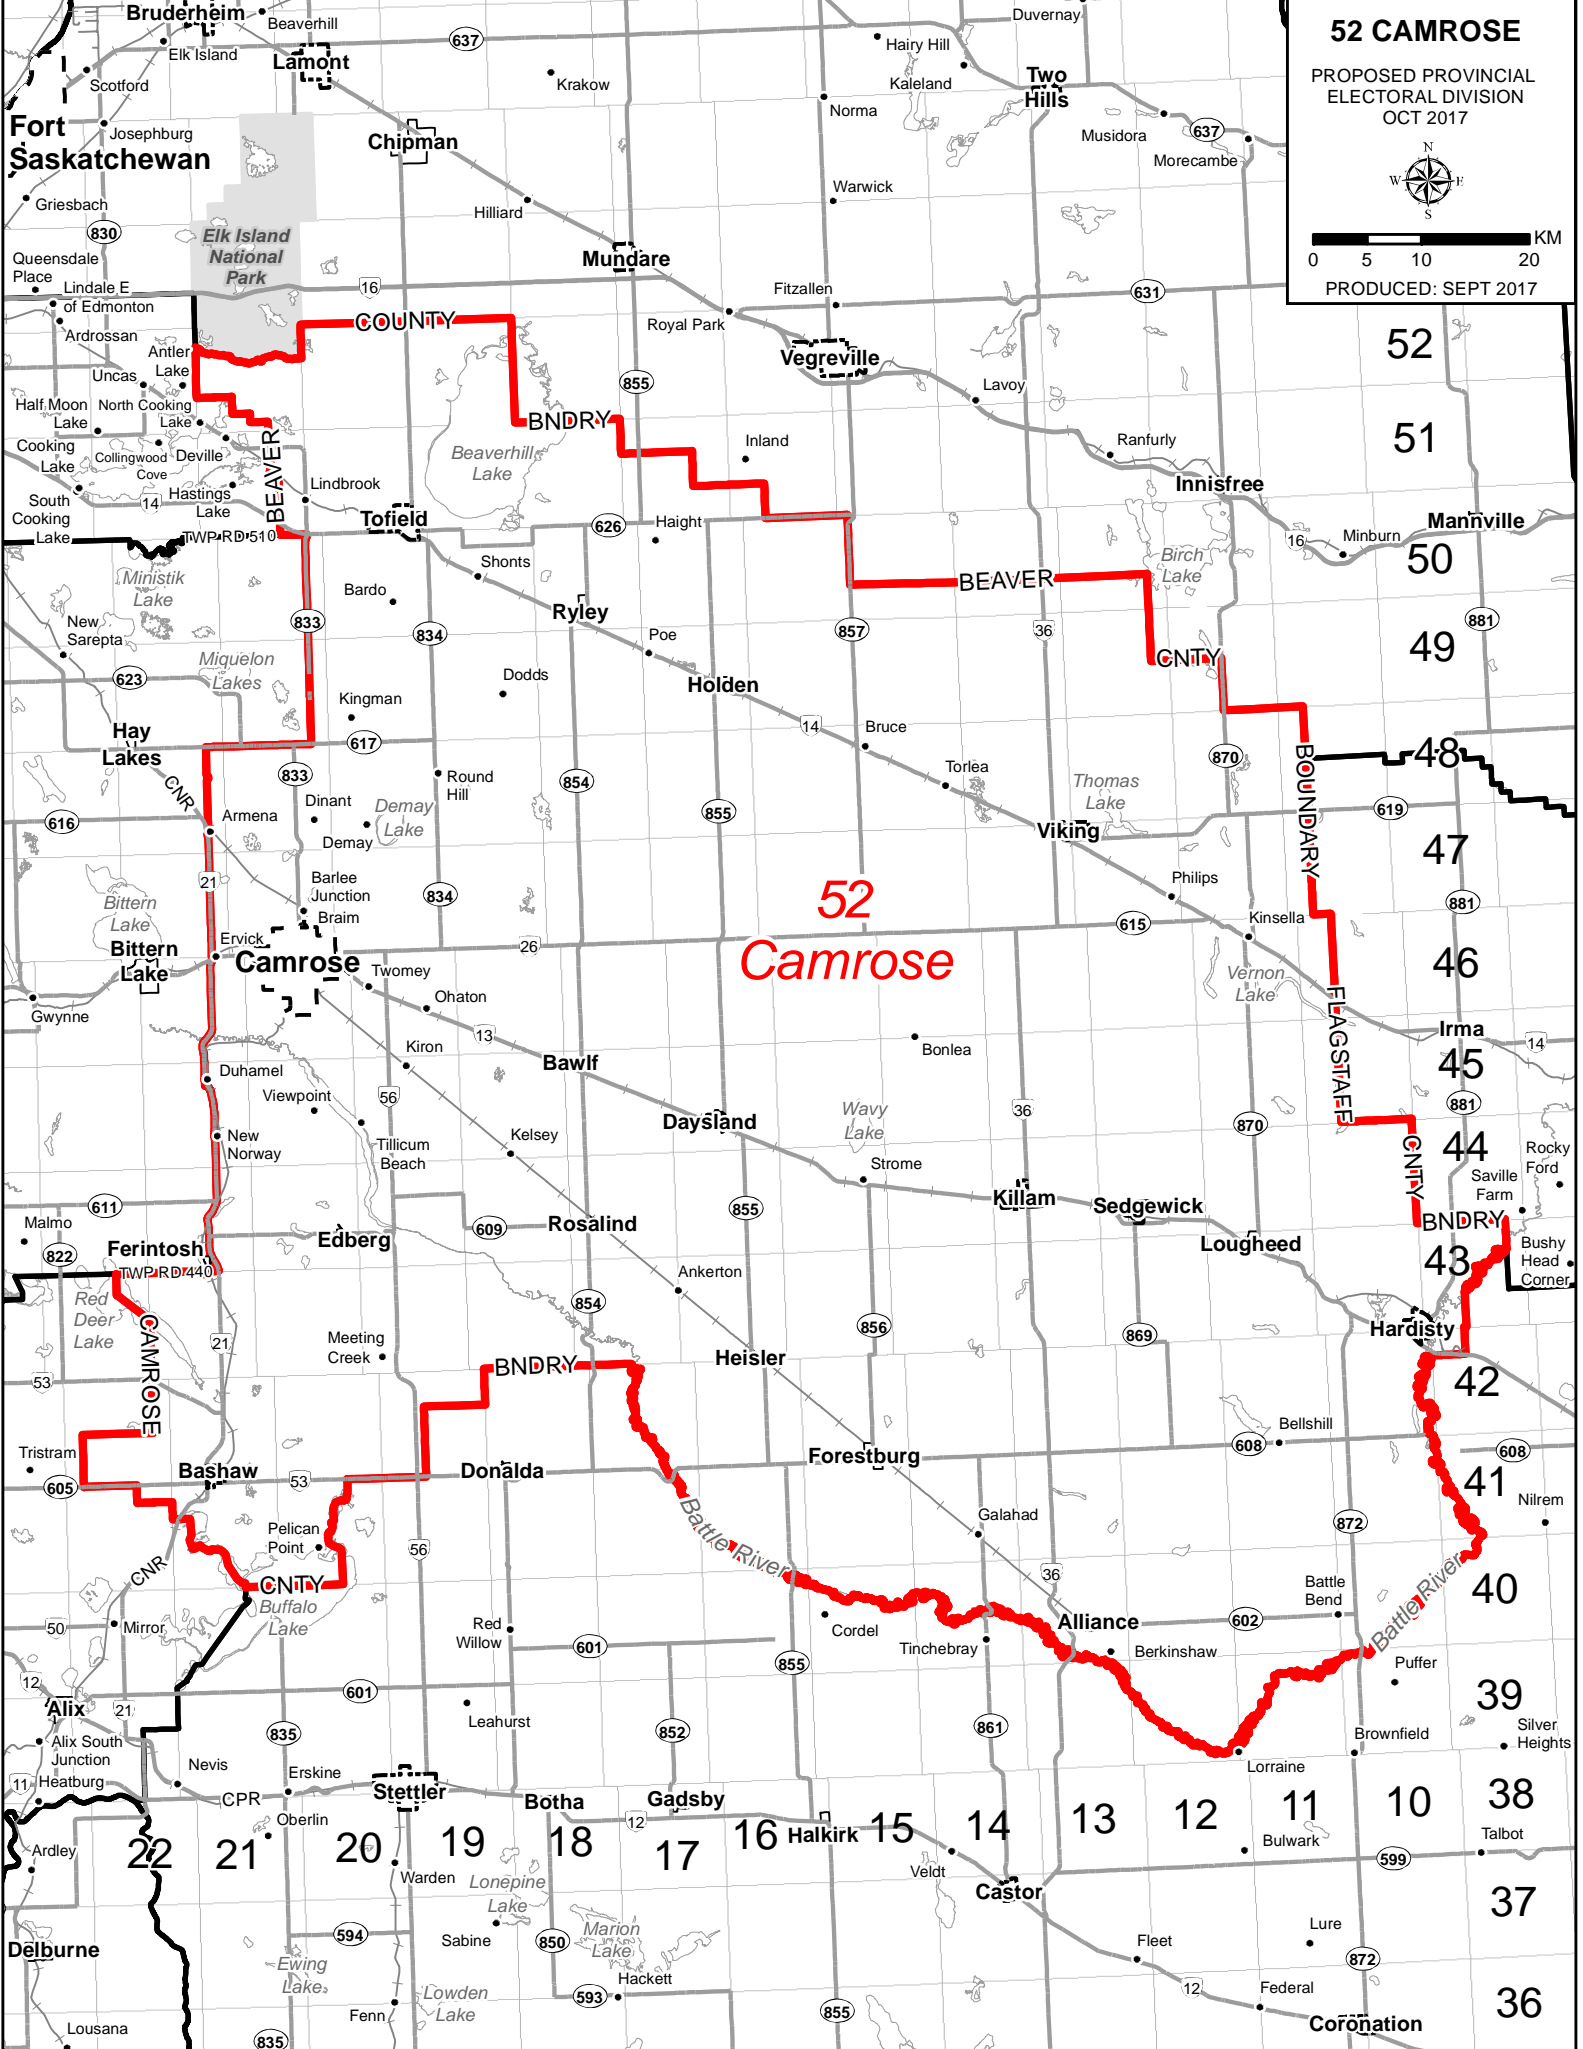 52 CAMROSE
PROPOSED PROVINCIAL
ELECTORAL DIVISION
OCT 2017
N
W
E
S
KM
0
5
10
20
PRODUCED: SEPT 2017
Bruderheim
Beaverhill
Duvernay
Elk Island
637
Hairy Hill
Lamont
Scotford
Krakow
Kaleland
Two
Hills
Norma
Fort
Saskatchewan
Josephburg
Chipman
Musidora
637
Morecambe
Griesbach
Hilliard
Warwick
830
Elk Island
National
Park
Mundare
Queensdale
Place
Lindale E
of Edmonton
16
Fitzallen
631
Ardrossan
COUNTY
Royal Park
52
Antler
Lake
Uncas
Vegreville
855
Lavoy
Half Moon
Lake
North Cooking
Lake
BNDRY
Cooking
Lake
Collingwood
Cove
Deville
BEAVER
Beaverhill
Lake
Inland
Ranfurly
51
South
Cooking
Lake
14
Hastings
Lake
Lindbrook
Innisfree
Tofield
626
Haight
Mannville
TWP RD 510
16
Minburn
50
Ministik
Lake
Shonts
Birch
Lake
Bardo
BEAVER
New
Sarepta
833
834
Ryley
857
36
881
Poe
49
Miquelon
Lakes
CNTY
623
Dodds
Holden
Kingman
Hay
Lakes
617
14
Bruce
BOUNDARY
48
CNR
833
Round
Hill
854
Torlea
870
Thomas
Lake
Dinant
Demay
Lake
855
619
616
Armena
Viking
Demay
47
21
Barlee
Junction
834
Philips
881
Bittern
Lake
Braim
52
Camrose
615
Kinsella
Bittern
Lake
Ervick
Camrose
26
46
Twomey
Vernon
Lake
Gwynne
Ohaton
FLAGSTAFF
13
Irma
Kiron
Bonlea
14
Bawlf
45
Duhamel
Viewpoint
56
36
881
Daysland
Wavy
Lake
870
New
Norway
Tillicum
Beach
Kelsey
44
CNTY
Rocky
Ford
Strome
Saville
Farm
Killam
Sedgewick
611
855
Malmo
609
Rosalind
BNDRY
822
Ferintosh
Edberg
Lougheed
Bushy
Head
Corner
TWP RD 440
Ankerton
43
Red
Deer
Lake
CAMROSE
854
856
869
Hardisty
21
Meeting
Creek
Heisler
BNDRY
53
42
Tristram
Bellshill
608
608
Bashaw
Donalda
Forestburg
605
53
41
Battle River
Galahad
Nilrem
Pelican
Point
872
56
CNR
CNTY
36
Battle River
40
Buffalo
Lake
Battle
Bend
50
Mirror
Red
Willow
Cordel
Alliance
602
601
Tinchebray
Berkinshaw
855
Puffer
12
601
39
Alix
21
Leahurst
835
852
861
Brownfield
Silver
Heights
Alix South
Junction
Nevis
Lorraine
11
Heatburg
Erskine
Stettler
CPR
Botha
Gadsby
38
Oberlin
12
Halkirk
22
21
20
19
18
17
16
15
14
13
12
11
10
Talbot
Bulwark
Ardley
Veldt
599
Warden
Lonepine
Lake
Castor
37
Marion
Lake
Lure
594
Sabine
850
Fleet
Delburne
872
Ewing
Lake
Hackett
12
Federal
Lowden
Lake
593
36
Fenn
855
Coronation
Lousana
835